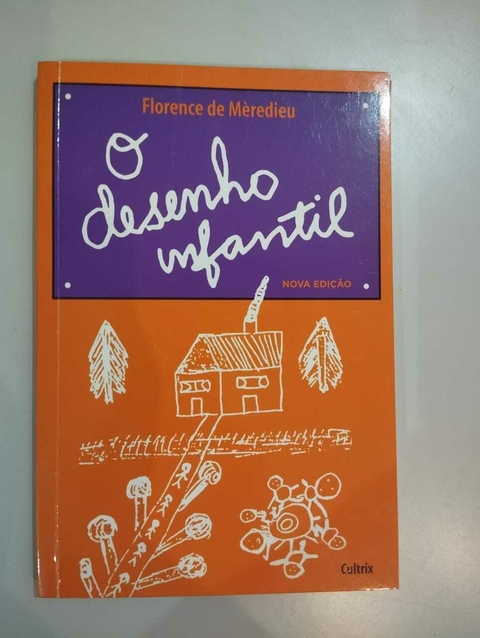 Florence de Mèredieu
O
desenho
infantil
NOVA EDIÇÃO
Cultrix